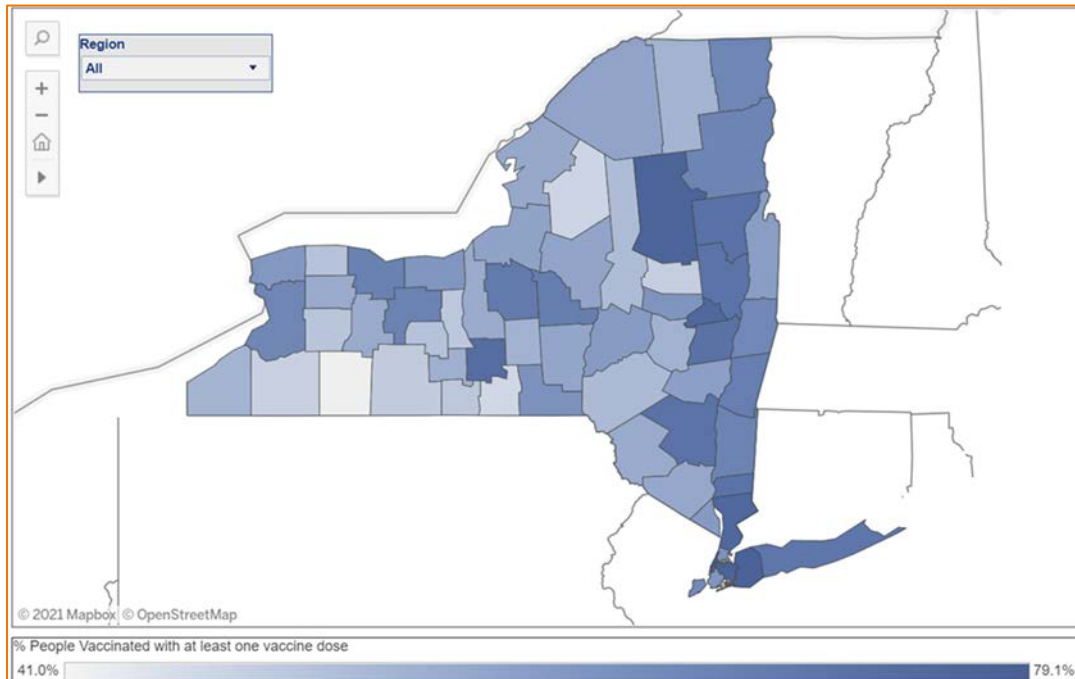 Region
All
© 2021 Mapbox © OpenStreetMap
% People Vaccinated with at least one vaccine dose
41.0%
79.1%